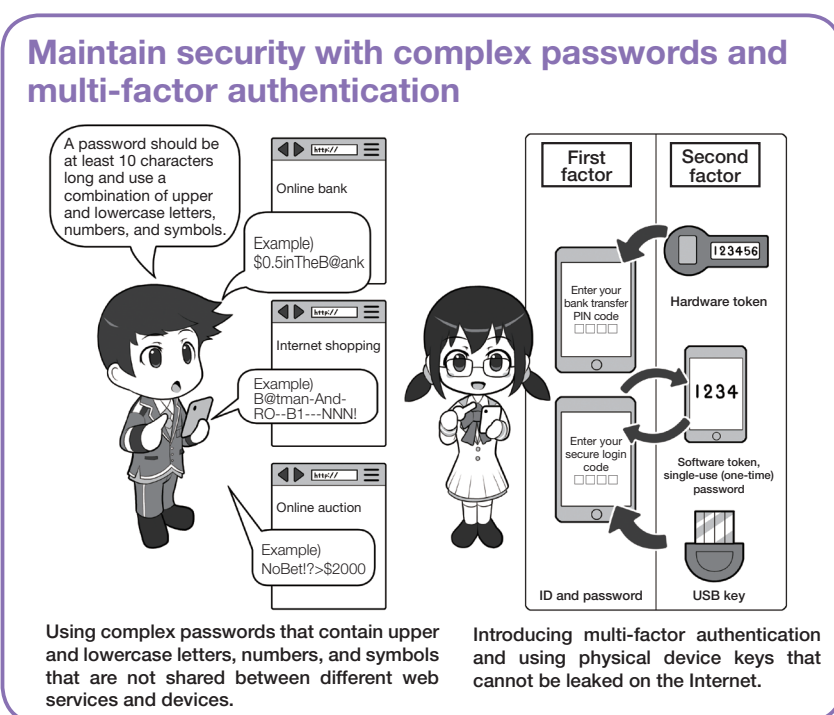 Maintain security with complex passwords and
multi-factor authentication
A password should be
at least 10 characters
long and use a
combination of upper
and lowercase letters,
numbers, and symbols.
http://
Online bank
Example)
$0.5inTheB@ank
http://
Internet shopping
Example)
B@tman-And-
RO--B1---NNN!
http://
Online auction
Example)
NoBet!?>$2000
Using complex passwords that contain upper
and lowercase letters, numbers, and symbols
that are not shared between different web
services and devices.
First
factor
Second
factor
Enter your
bank transfer
PIN code
123456
Hardware token
Enter your
secure login
code
1234
Software token,
single-use (one-time)
password
ID and password
USB key
Introducing multi-factor authentication
and using physical device keys that
cannot be leaked on the Internet.